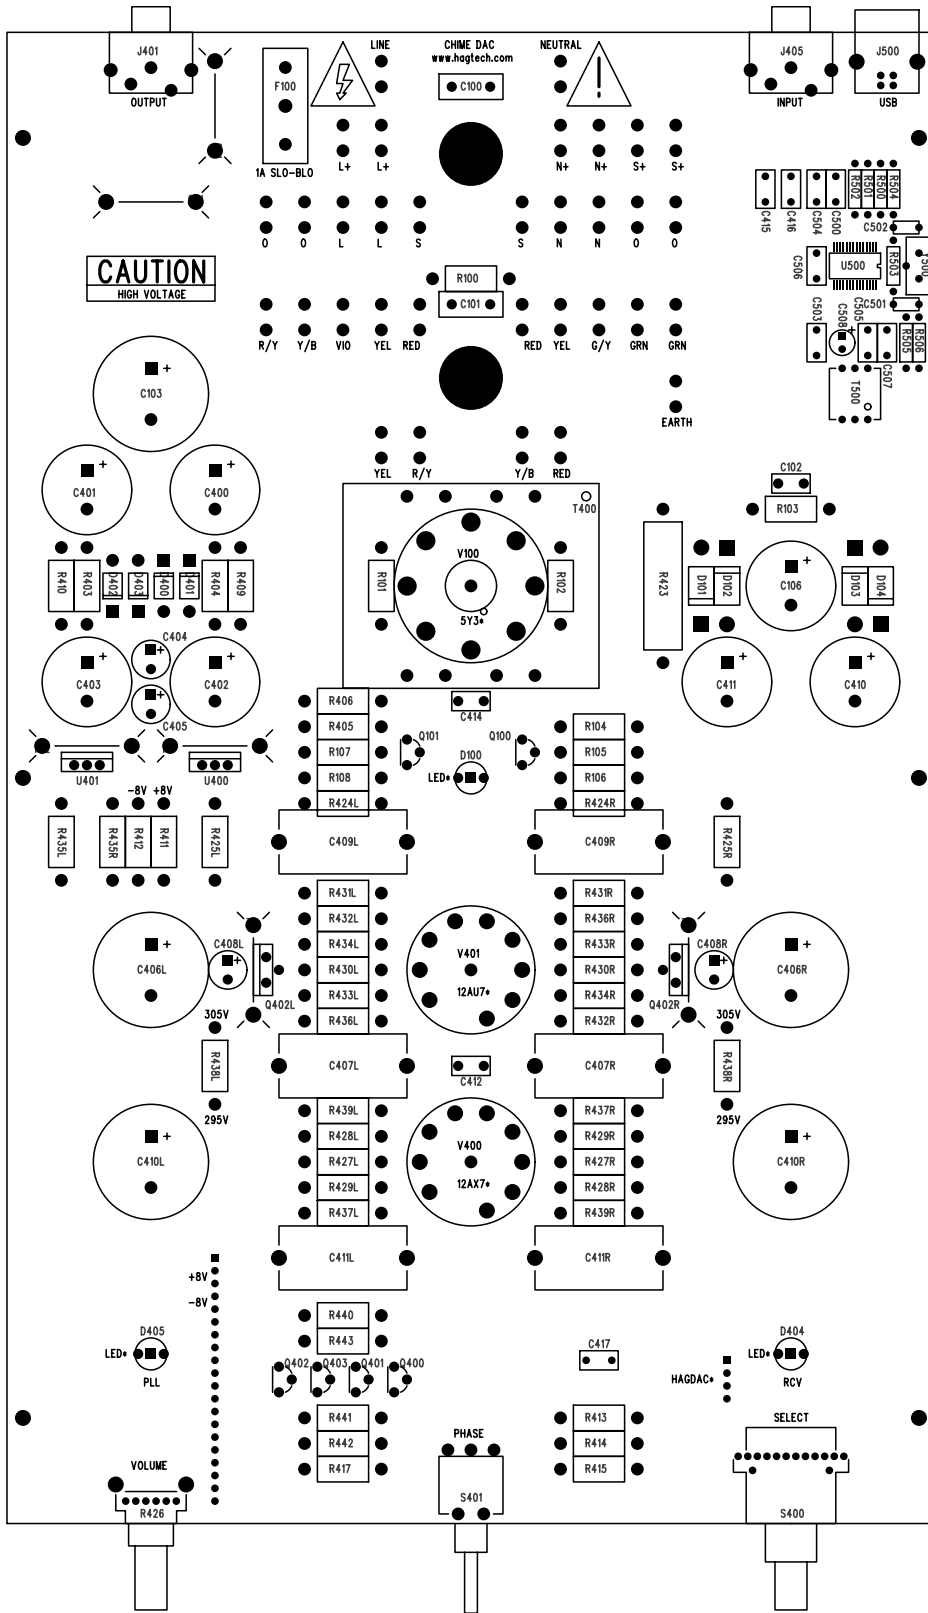 J401
OUTPUT
F100
1A SLO-BLO
LINE
CHIME DAC
www.hagtech.com
C100
NEUTRAL
J405
INPUT
J500
USB
L+ L+
N+ N+ S+ S+
O O L L S
S N N O O
C415 C416 C504 C500 R502 R501 R500 R504
C502
C506 U500 R503
C501
CAUTION
HIGH VOLTAGE
R100
C101
R/Y Y/B VIO YEL RED
RED YEL G/Y GRN GRN
C503 C508 C505 C507 R505 R506
T500
EARTH
C103
YEL R/Y Y/B RED
C401 C400
T400
C102
R103
V100
5Y3*
R101 R102
R410 R403 D402 D403 D400 D401 R404 R409
R423 D101 D102 C106 D103 D104
C404
C403 C402
C405
C411 C410
R406
C414
R405 R104
R107 Q101 Q100 R105
D100
LED*
R108 R106
U401 U400
-8V +8V
R424L R424R
R435L R435R R412 R411 R425L
C409L C409R
R425R
R431L R431R
R432L R436R
R434L R433R
R430L R430R
R433L R434R
R436L R432R
V401
12AU7*
C406L C408L Q402L
C408R Q402R C406R
305V 305V
R438L R438R
295V 295V
C407L C412 C407R
R439L R437R
R428L R429R
R427L R427R
R429L R428R
R437L R439R
V400
12AX7*
C410L C410R
C411L C411R
+8V
-8V
R440
R443
D405
LED*
PLL
Q402 Q403 Q401 Q400
C417
D404
LED*
RCV
HAGDAC*
R441 R413
R442 R414
R417 R415
PHASE
S401
SELECT
S400
VOLUME
R426